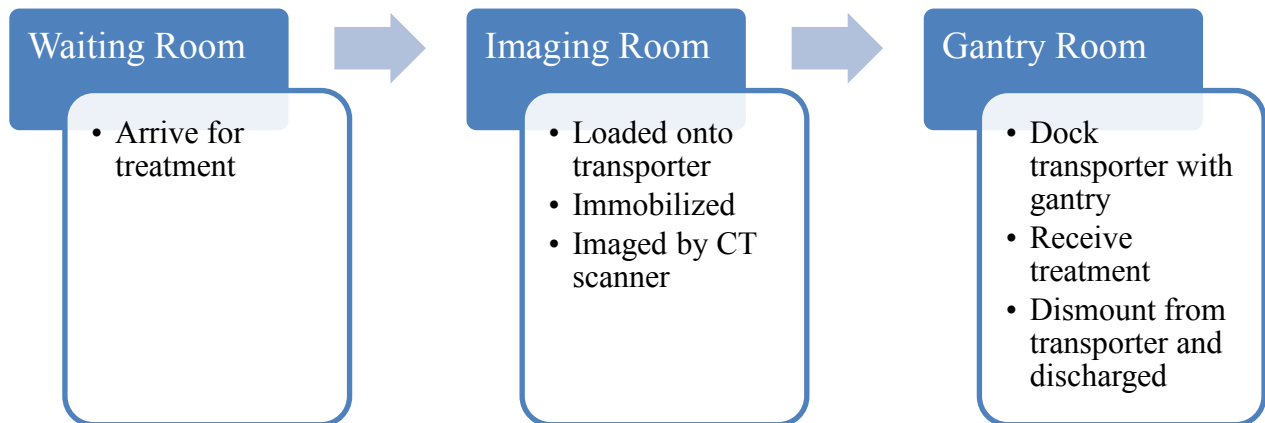 Waiting Room
• Arrive for
treatment
Imaging Room
• Loaded onto
transporter
• Immobilized
• Imaged by CT
scanner
Gantry Room
• Dock
transporter with
gantry
• Receive
treatment
• Dismount from
transporter and
discharged